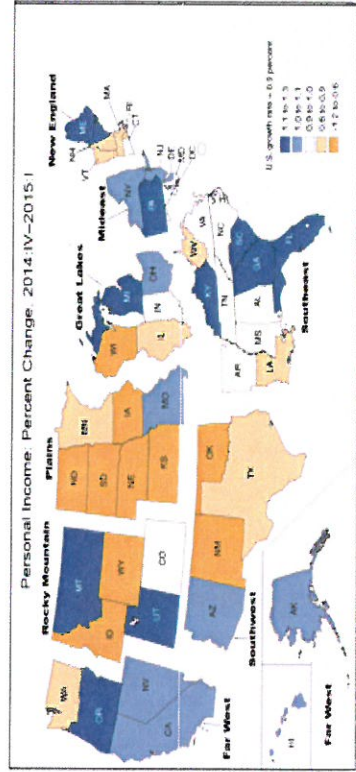 Personal Income: Percent Change, 2014:IV–2015:I
New England
ME
NH
VT
MA
RI
CT
Mideast
NY
PA
NJ
DE
MD
DC
Great Lakes
WI
MI
IL
IN
OH
Plains
ND
MN
SD
NE
IA
KS
MO
Rocky Mountain
MT
ID
WY
UT
CO
Far West
WA
OR
NV
CA
Southwest
AZ
NM
OK
TX
Southeast
WV
VA
KY
TN
NC
SC
AR
MS
AL
GA
LA
FL
AK
HI
Far West
U.S. growth rate = 0.9 percent
1.1 to 1.3
1.0 to 1.1
0.9 to 1.0
0.6 to 0.9
-1.2 to 0.6